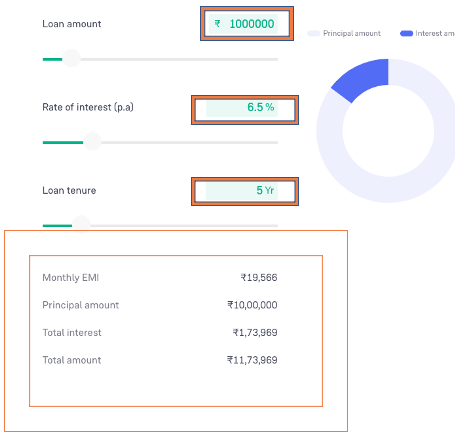 Loan amount ₹ 1000000
Principal amount Interest am
Rate of interest (p.a) 6.5 %
Loan tenure 5 Yr
Monthly EMI ₹19,566
Principal amount ₹10,00,000
Total interest ₹1,73,969
Total amount ₹11,73,969